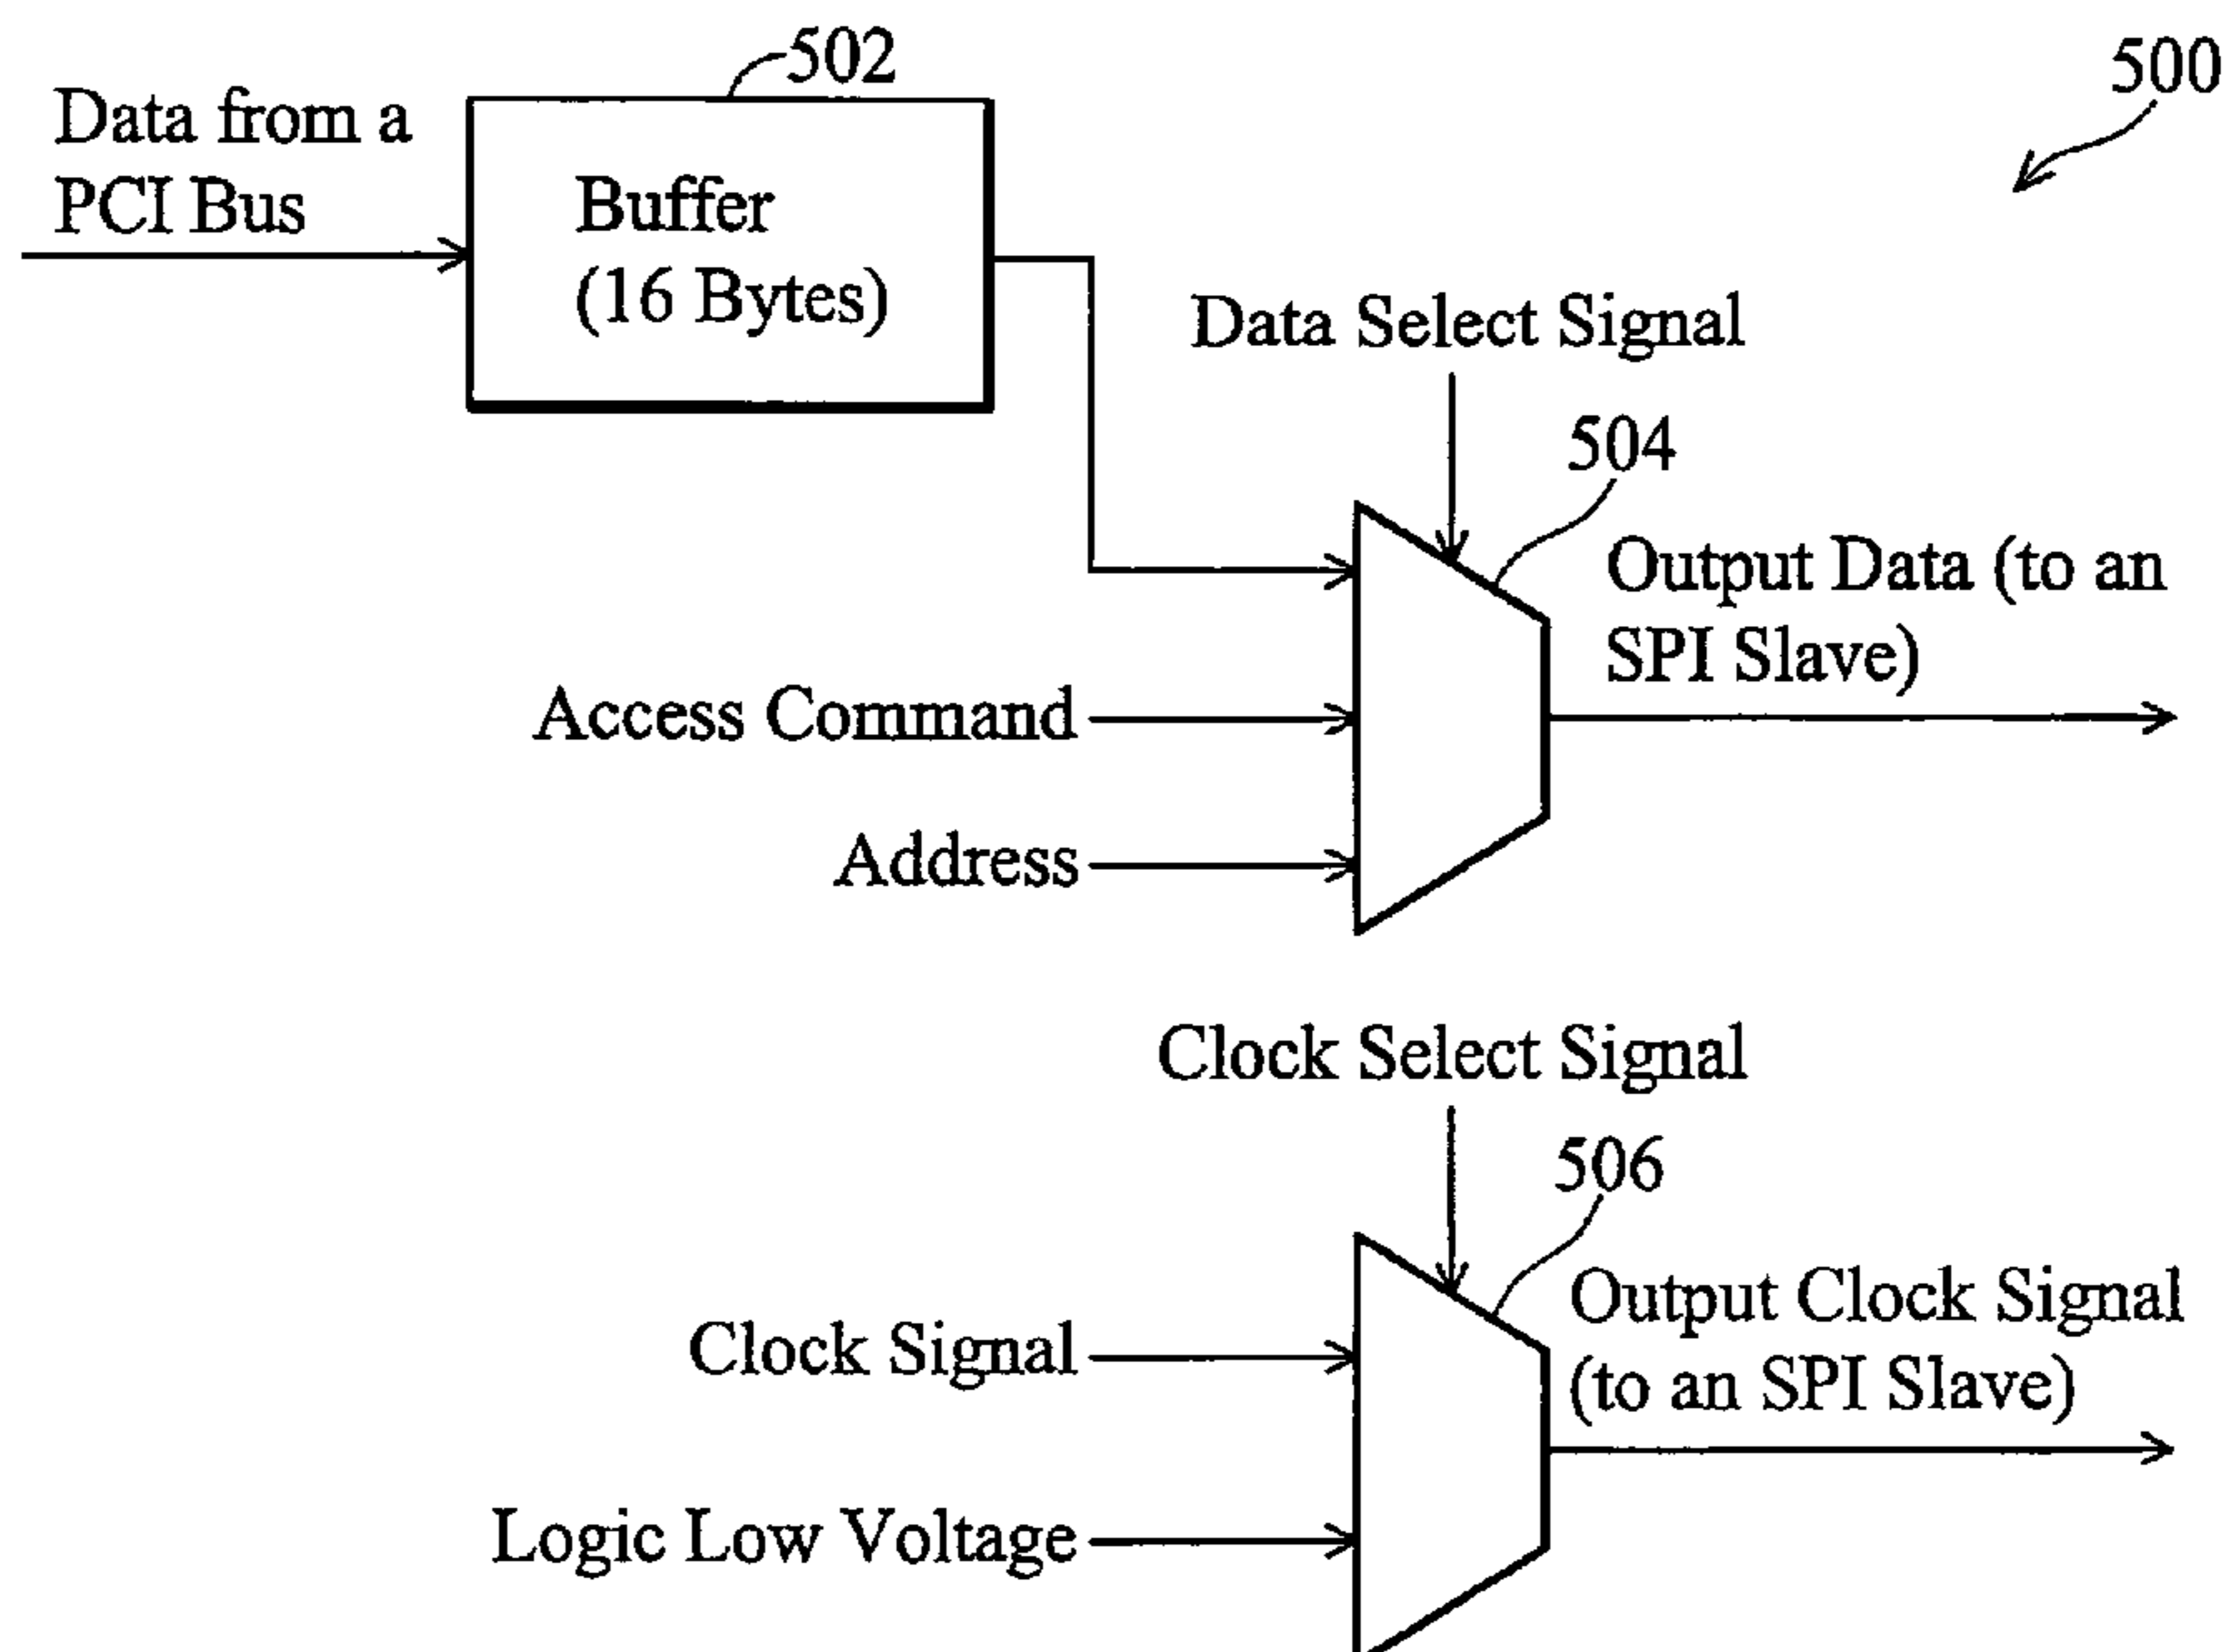 502
500
Data from a
PCI Bus
Buffer
(16 Bytes)
Data Select Signal
504
Output Data (to an
SPI Slave)
Access Command
Address
Clock Select Signal
506
Output Clock Signal
(to an SPI Slave)
Clock Signal
Logic Low Voltage